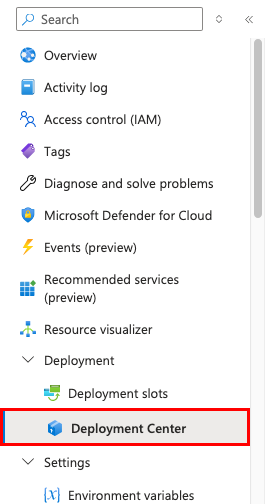 Search
Overview
Activity log
Access control (IAM)
Tags
Diagnose and solve problems
Microsoft Defender for Cloud
Events (preview)
Recommended services
(preview)
Resource visualizer
Deployment
Deployment slots
Deployment Center
Settings
Environment variables